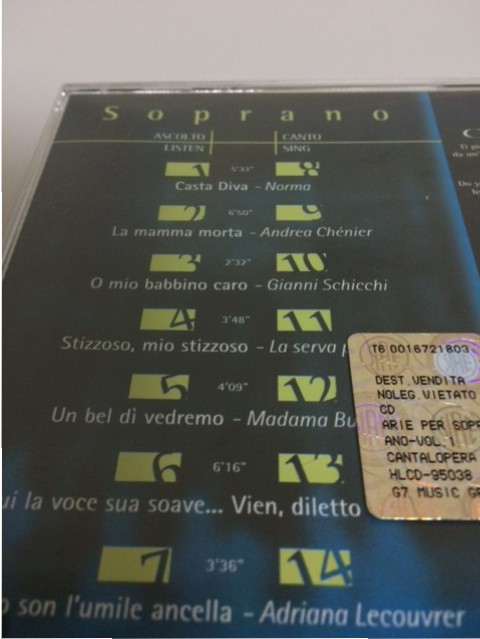 Soprano
ASCOLTO CANTO
LISTEN SING
1 5'33" 8
Casta Diva - Norma
2 6'50" 9
La mamma morta - Andrea Chénier
3 2'32" 10
O mio babbino caro - Gianni Schicchi
4 3'48" 11
Stizzoso, mio stizzoso - La serva p
5 4'09" 12
Un bel dì vedremo - Madama Bu
6 6'16" 13
ui la voce sua soave... Vien, diletto
7 3'36" 14
o son l'umile ancella - Adriana Lecouvrer
T6 0016721803
DEST.VENDITA
NOLEG.VIETATO
CD
ARIE PER SOPR
ANO-VOL.1
CANTALOPERA
HLCD-95038
G7 MUSIC GR